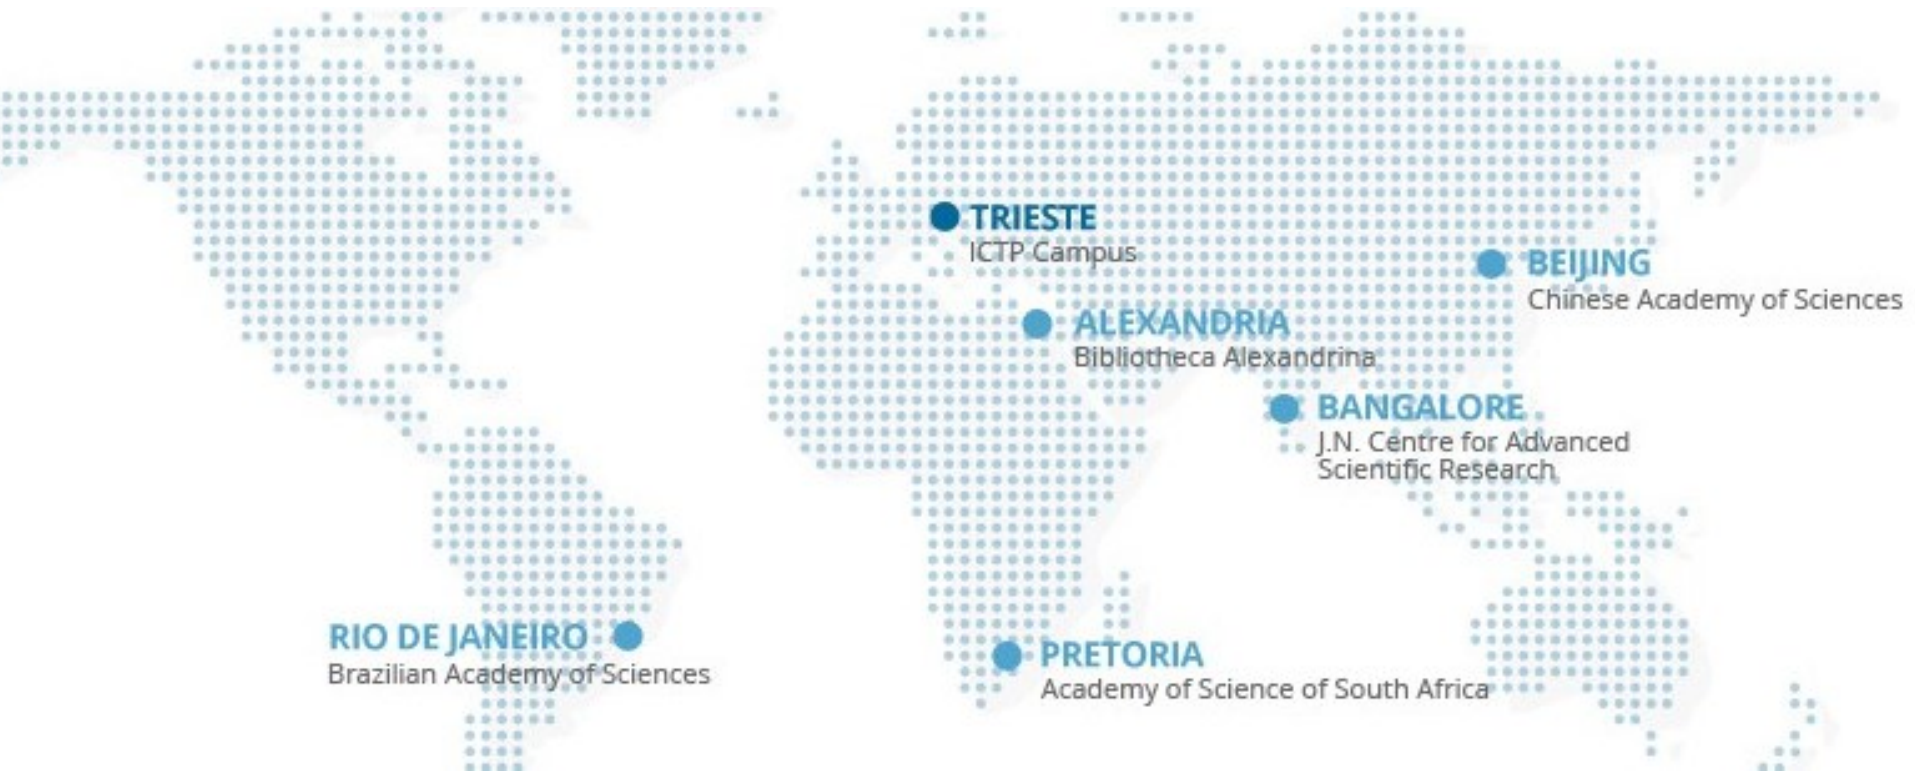 TRIESTE
ICTP Campus
BEIJING
Chinese Academy of Sciences
ALEXANDRIA
Bibliotheca Alexandrina
BANGALORE
J.N. Centre for Advanced
Scientific Research
RIO DE JANEIRO
Brazilian Academy of Sciences
PRETORIA
Academy of Science of South Africa